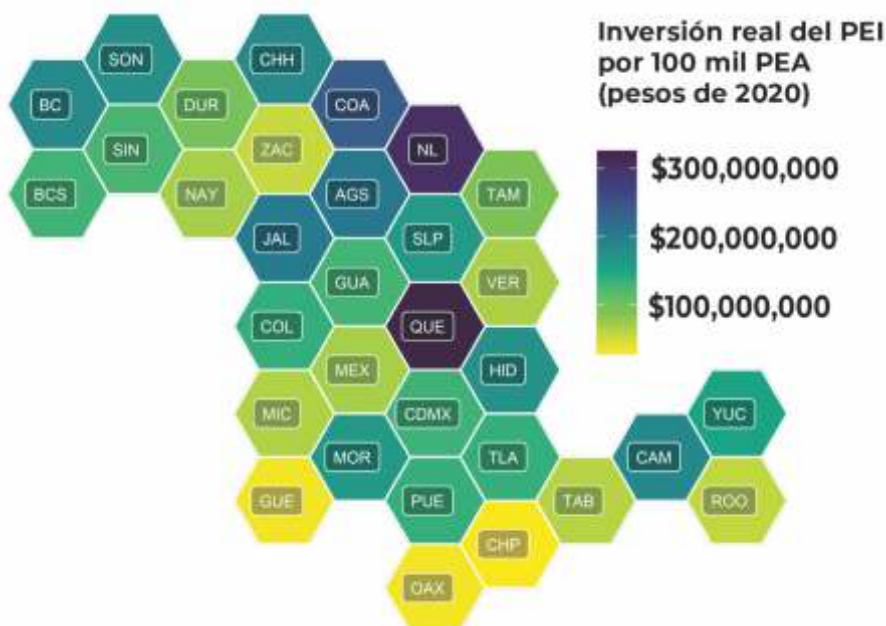 Inversión real del PEI
por 100 mil PEA
(pesos de 2020)
$300,000,000
$200,000,000
$100,000,000
SON
CHH
BC
DUR
COA
SIN
ZAC
NL
BCS
NAY
AGS
TAM
JAL
SLP
GUA
VER
COL
QUE
MEX
HID
MIC
CDMX
YUC
MOR
TLA
CAM
GUE
PUE
TAB
ROO
CHP
OAX